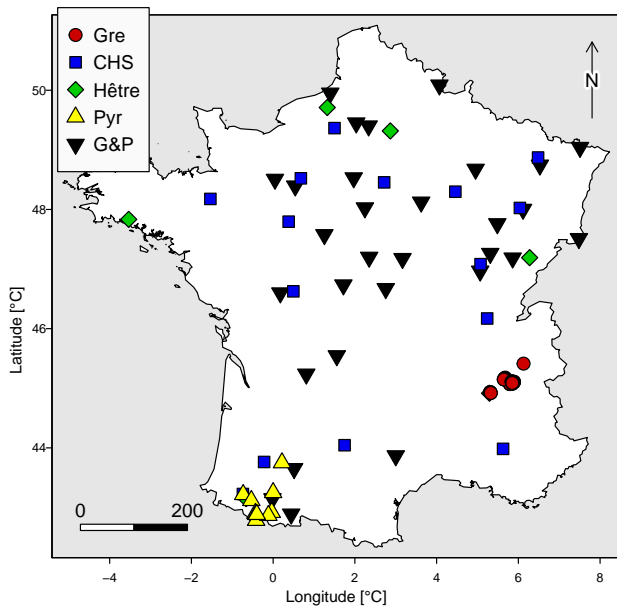 Gre
CHS
Hêtre
Pyr
G&P
N
50
48
46
44
Latitude [°C]
0 200
−4 −2 0 2 4 6 8
Longitude [°C]